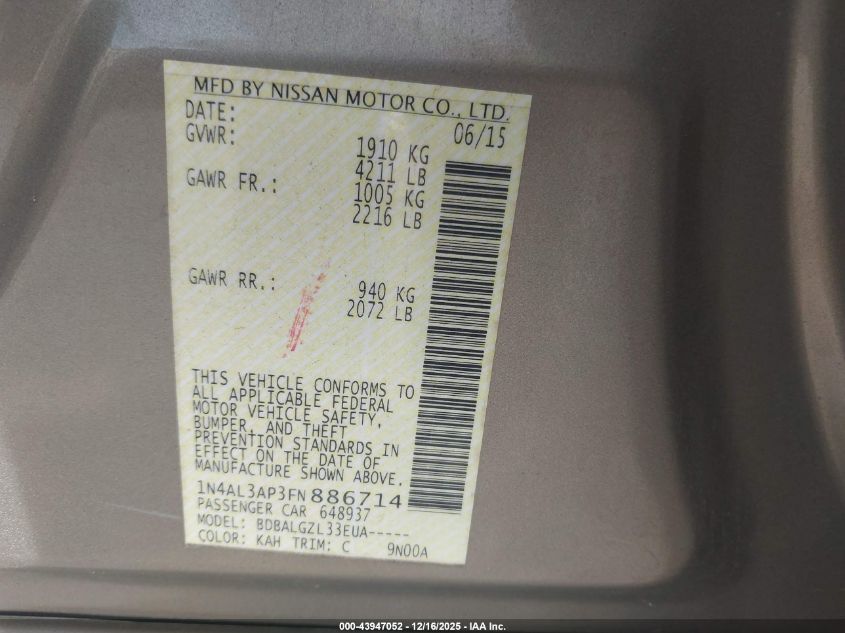 MFD BY NISSAN MOTOR CO., LTD.
DATE: 06/15
GVWR: 1910 KG
4211 LB
GAWR FR.: 1005 KG
2216 LB
GAWR RR.: 940 KG
2072 LB
THIS VEHICLE CONFORMS TO
ALL APPLICABLE FEDERAL
MOTOR VEHICLE SAFETY,
BUMPER, AND THEFT
PREVENTION STANDARDS IN
EFFECT ON THE DATE OF
MANUFACTURE SHOWN ABOVE.
1N4AL3AP3FN886714
PASSENGER CAR 648937
MODEL: BDBALGZL33EUA-----
COLOR: KAH TRIM: C 9N00A
000-43947052 - 12/16/2025 - IAA Inc.